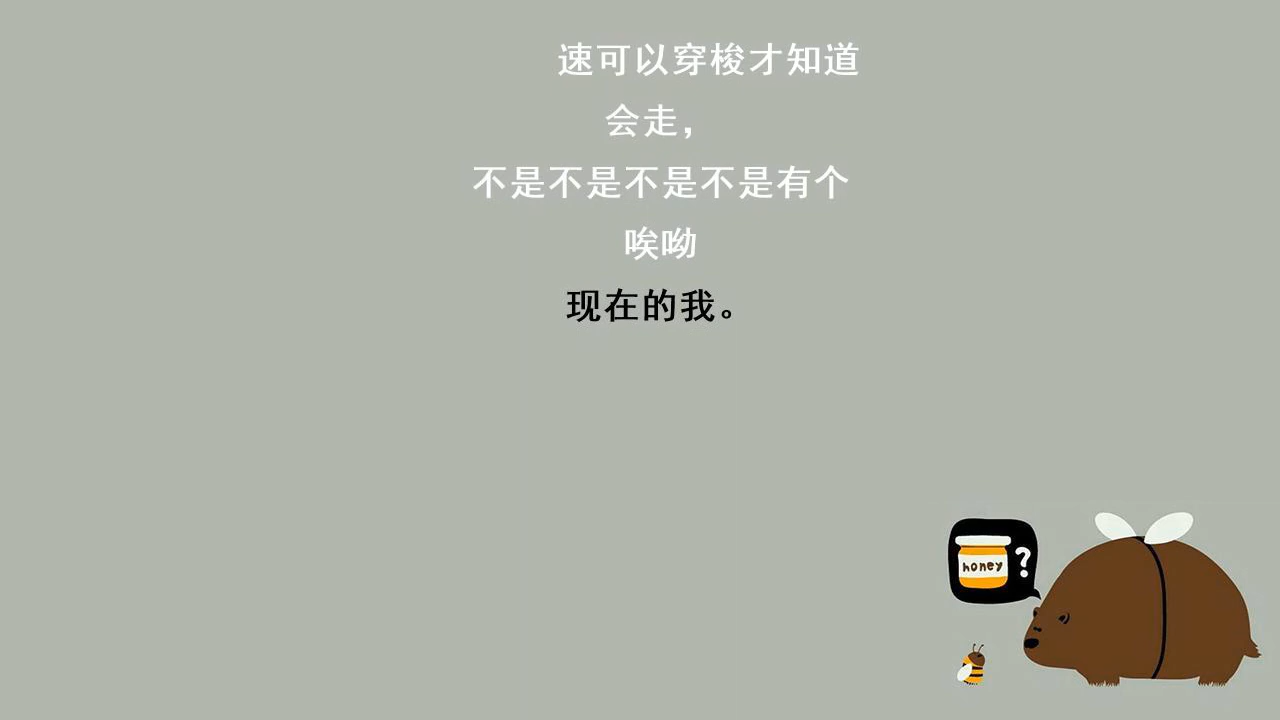 速可以穿梭才知道
会走，
不是不是不是不是有个
唉呦
现在的我。
honey
?